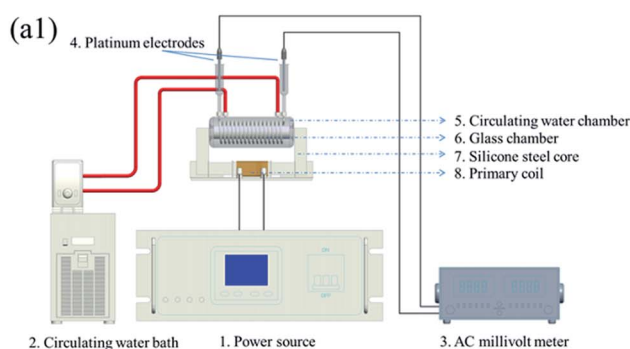 (a1)
4. Platinum electrodes
5. Circulating water chamber
6. Glass chamber
7. Silicone steel core
8. Primary coil
ON
OFF
2. Circulating water bath
1. Power source
3. AC millivolt meter